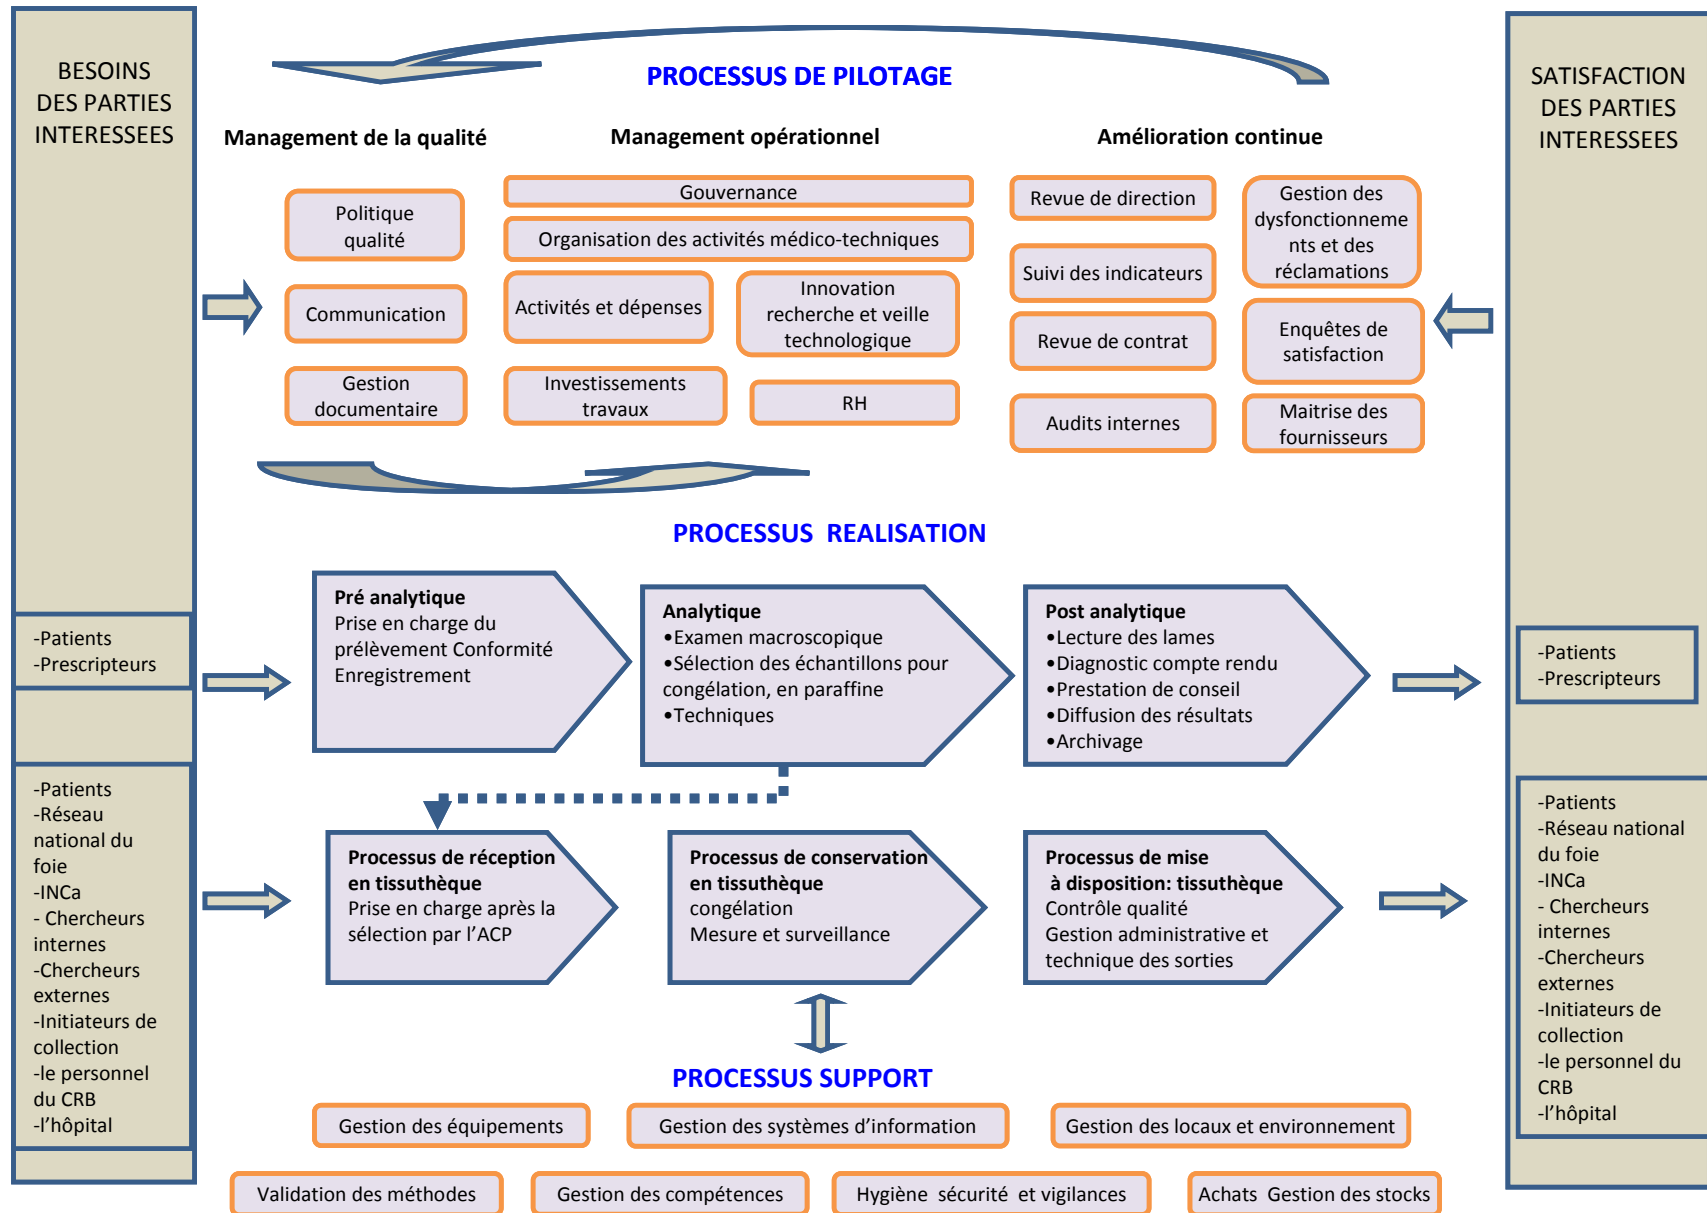 BESOINS
DES PARTIES
INTERESSEES
PROCESSUS DE PILOTAGE
SATISFACTION
DES PARTIES
INTERESSEES
Management de la qualité
Politique
qualité
Communication
Gestion
documentaire
Management opérationnel
Gouvernance
Organisation des activités médico-techniques
Activités et dépenses
Innovation
recherche et veille
technologique
Investissements
travaux
RH
Amélioration continue
Revue de direction
Suivi des indicateurs
Revue de contrat
Audits internes
Gestion des
dysfonctionneme
nts et des
réclamations
Enquêtes de
satisfaction
Maitrise des
fournisseurs
PROCESSUS  REALISATION
-Patients
-Prescripteurs
Pré analytique
Prise en charge du
prélèvement Conformité
Enregistrement
Analytique
•Examen macroscopique
•Sélection des échantillons pour
congélation, en paraffine
•Techniques
Post analytique
•Lecture des lames
•Diagnostic compte rendu
•Prestation de conseil
•Diffusion des résultats
•Archivage
-Patients
-Prescripteurs
-Patients
-Réseau
national du
foie
-INCa
- Chercheurs
internes
-Chercheurs
externes
-Initiateurs de
collection
-le personnel
du CRB
-l'hôpital
Processus de réception
en tissuthèque
Prise en charge après la
sélection par l'ACP
Processus de conservation
en tissuthèque
congélation
Mesure et surveillance
Processus de mise
à disposition: tissuthèque
Contrôle qualité
Gestion administrative et
technique des sorties
-Patients
-Réseau national
du foie
-INCa
- Chercheurs
internes
-Chercheurs
externes
-Initiateurs de
collection
-le personnel du
CRB
-l'hôpital
PROCESSUS SUPPORT
Gestion des équipements
Gestion des systèmes d'information
Gestion des locaux et environnement
Validation des méthodes
Gestion des compétences
Hygiène  sécurité  et vigilances
Achats  Gestion des stocks